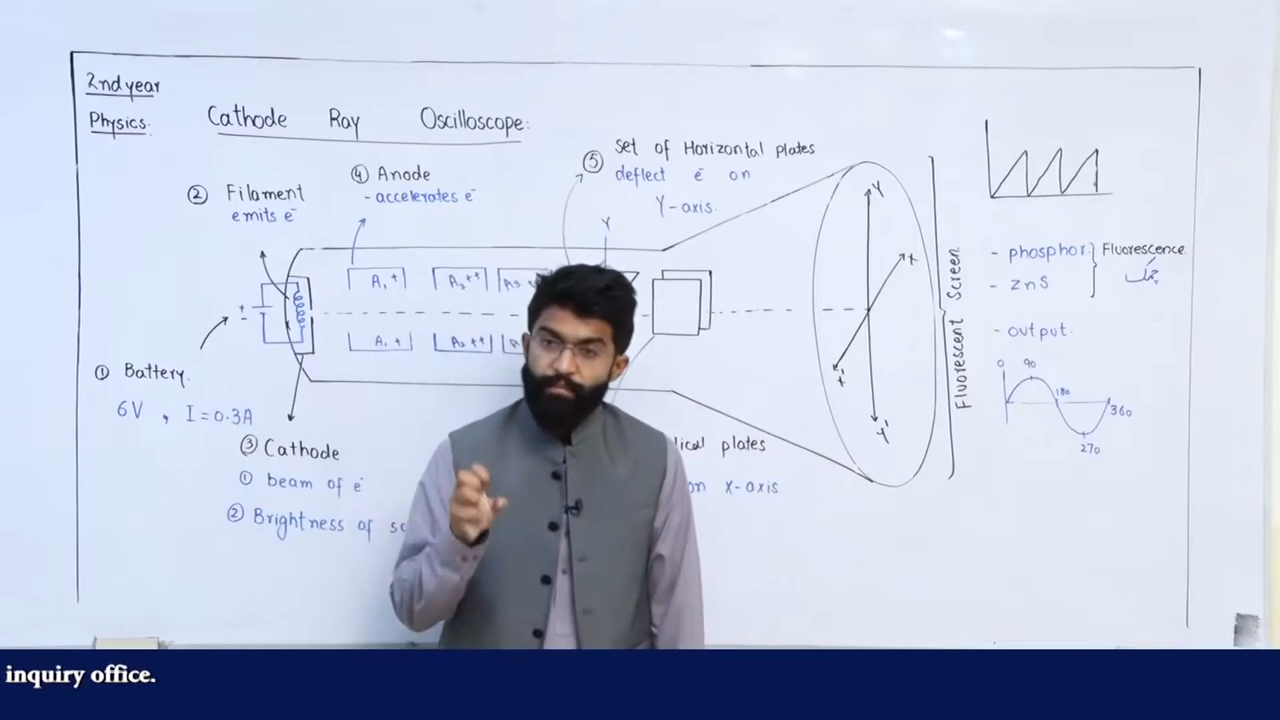 2nd year
Physics.
Cathode Ray Oscilloscope:
② Filament
emits e⁻
④ Anode
- accelerates e⁻
⑤ Set of Horizontal plates
deflect e⁻ on
Y-axis.
Y
A₁ +
A₂ ++
A₁ +
A₂ ++
+
-
① Battery.
6V , I = 0.3A
③ Cathode
① beam of e⁻
② Brightness of
plates
on X-axis
Y
X
X'
Y'
Fluorescent Screen
- phosphor.
- ZnS
Fluorescence
- output.
0
90
180
360
270
inquiry office.